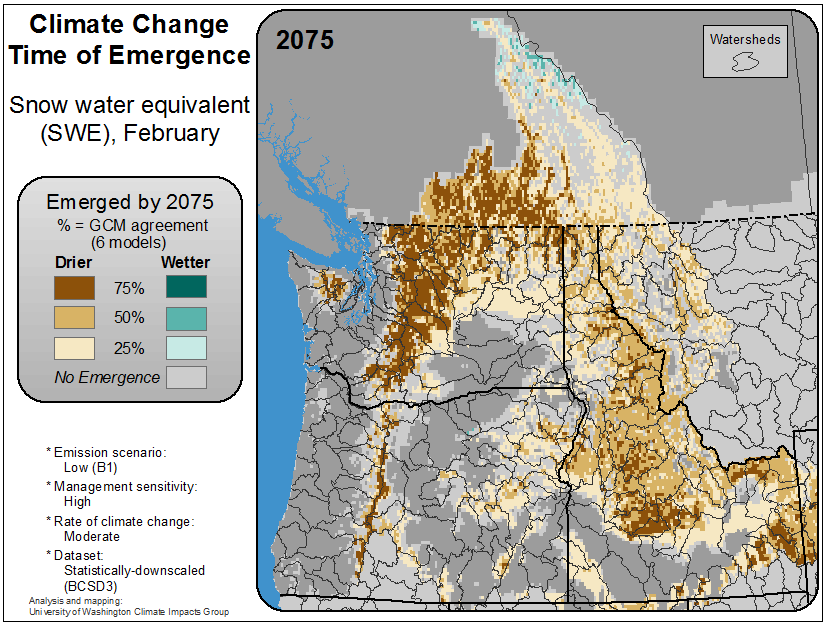 Climate Change
Time of Emergence
Snow water equivalent
(SWE), February
Emerged by 2075
% = GCM agreement
(6 models)
Drier Wetter
75%
50%
25%
No Emergence
* Emission scenario:
Low (B1)
* Management sensitivity:
High
* Rate of climate change:
Moderate
* Dataset:
Statistically-downscaled
(BCSD3)
Analysis and mapping:
University of Washington Climate Impacts Group
2075
Watersheds